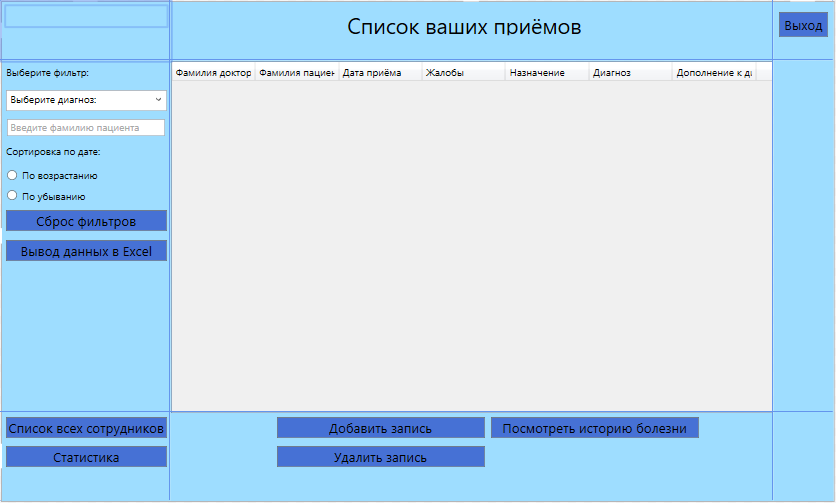 Список ваших приёмов
Выход
Выберите фильтр:
Выберите диагноз:
Введите фамилию пациента
Сортировка по дате:
По возрастанию
По убыванию
Сброс фильтров
Вывод данных в Excel
Фамилия доктор Фамилия пациен Дата приёма Жалобы Назначение Диагноз Дополнение к ди
Список всех сотрудников
Статистика
Добавить запись
Посмотреть историю болезни
Удалить запись